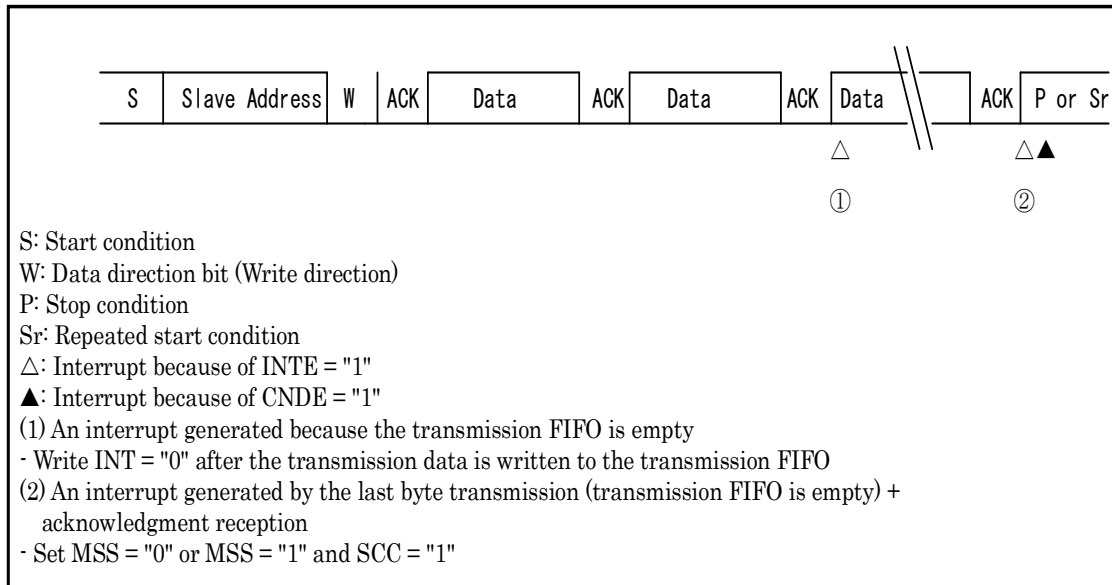 S Slave Address W ACK Data ACK Data ACK Data ACK P or Sr
△ △▲
① ②
S: Start condition
W: Data direction bit (Write direction)
P: Stop condition
Sr: Repeated start condition
△: Interrupt because of INTE = "1"
▲: Interrupt because of CNDE = "1"
(1) An interrupt generated because the transmission FIFO is empty
- Write INT = "0" after the transmission data is written to the transmission FIFO
(2) An interrupt generated by the last byte transmission (transmission FIFO is empty) +
acknowledgment reception
- Set MSS = "0" or MSS = "1" and SCC = "1"